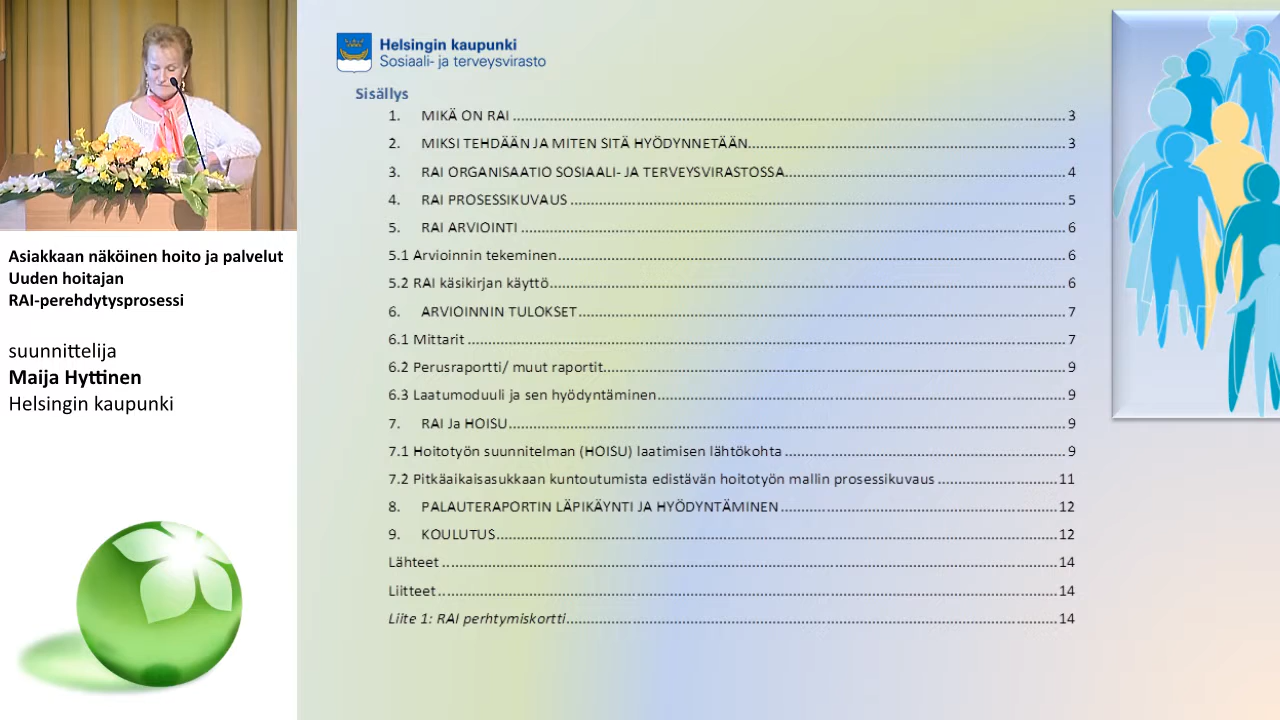 Asiakkaan näköinen hoito ja palvelut
Uuden hoitajan
RAI-perehdytysprosessi
suunnittelija
Maija Hyttinen
Helsingin kaupunki
Helsingin kaupunki
Sosiaali- ja terveysvirasto
Sisällys
1. MIKÄ ON RAI 3
2. MIKSI TEHDÄÄN JA MITEN SITÄ HYÖDYNNETÄÄN 3
3. RAI ORGANISAATIO SOSIAALI- JA TERVEYSVIRASTOSSA 4
4. RAI PROSESSIKUVAUS 5
5. RAI ARVIOINTI 6
5.1 Arvioinnin tekeminen 6
5.2 RAI käsikirjan käyttö 6
6. ARVIOINNIN TULOKSET 7
6.1 Mittarit 7
6.2 Perusraportti/ muut raportit 9
6.3 Laatumoduuli ja sen hyödyntäminen 9
7. RAI Ja HOISU 9
7.1 Hoitotyön suunnitelman (HOISU) laatimisen lähtökohta 9
7.2 Pitkäaikaisasukkaan kuntoutumista edistävän hoitotyön mallin prosessikuvaus 11
8. PALAUTERAPORTIN LÄPIKÄYNTI JA HYÖDYNTÄMINEN 12
9. KOULUTUS 12
Lähteet 14
Liitteet 14
Liite 1: RAI perhtymiskortti 14